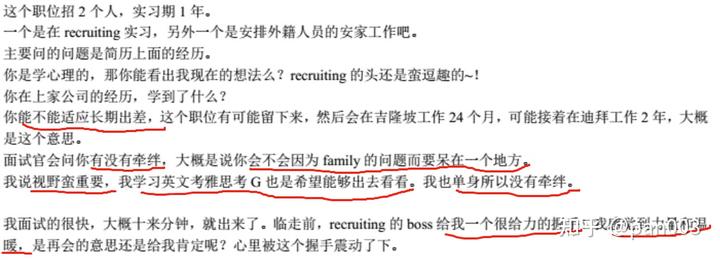 这个职位招 2 个人，实习期 1 年。
一个是在 recruiting 实习，另外一个是安排外籍人员的安家工作吧。
主要问的问题是简历上面的经历。
你是学心理的，那你能看出我现在的想法么？recruiting 的头还是蛮逗趣的~！
你在上家公司的经历，学到了什么？
你能不能适应长期出差，这个职位有可能留下来，然后会在吉隆坡工作 24 个月，可能接着在迪拜工作 2 年，大概
是这个意思。
面试官会问你有没有牵绊，大概是说你会不会因为 family 的问题而要呆在一个地方。
我说视野蛮重要，我学习英文考雅思考 G 也是希望能够出去看看。我也单身所以没有牵绊。
我面试的很快，大概十来分钟，就出来了。临走前，recruiting 的 boss 给我一个很给力的握
暖，是再会的意思还是给我肯定呢？心里被这个握手震动了下。